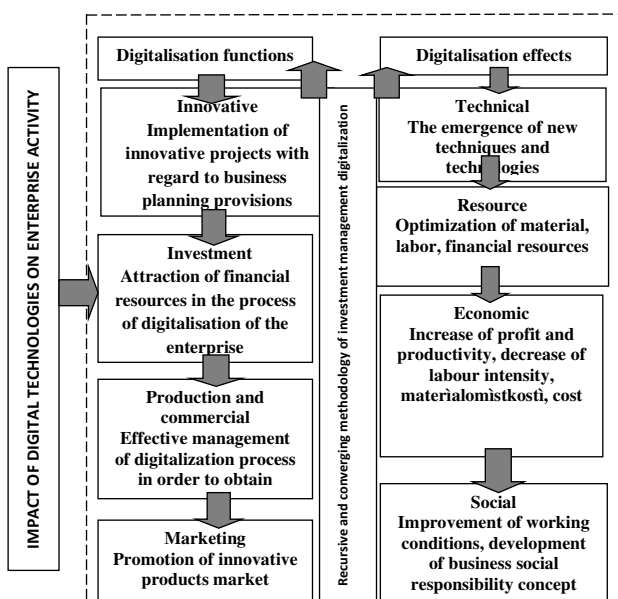 IMPACT OF DIGITAL TECHNOLOGIES ON ENTERPRISE ACTIVITY
Digitalisation functions
Innovative
Implementation of
innovative projects with
regard to business
planning provisions
Investment
Attraction of financial
resources in the process
of digitalisation of the
enterprise
Production and
commercial
Effective management
of digitalization process
in order to obtain
Marketing
Promotion of innovative
products market
Recursive and converging methodology of investment management digitalization
Digitalisation effects
Technical
The emergence of new
techniques and
technologies
Resource
Optimization of material,
labor, financial resources
Economic
Increase of profit and
productivity, decrease of
labour intensity,
materìalomìstkostì, cost
Social
Improvement of working
conditions, development
of business social
responsibility concept